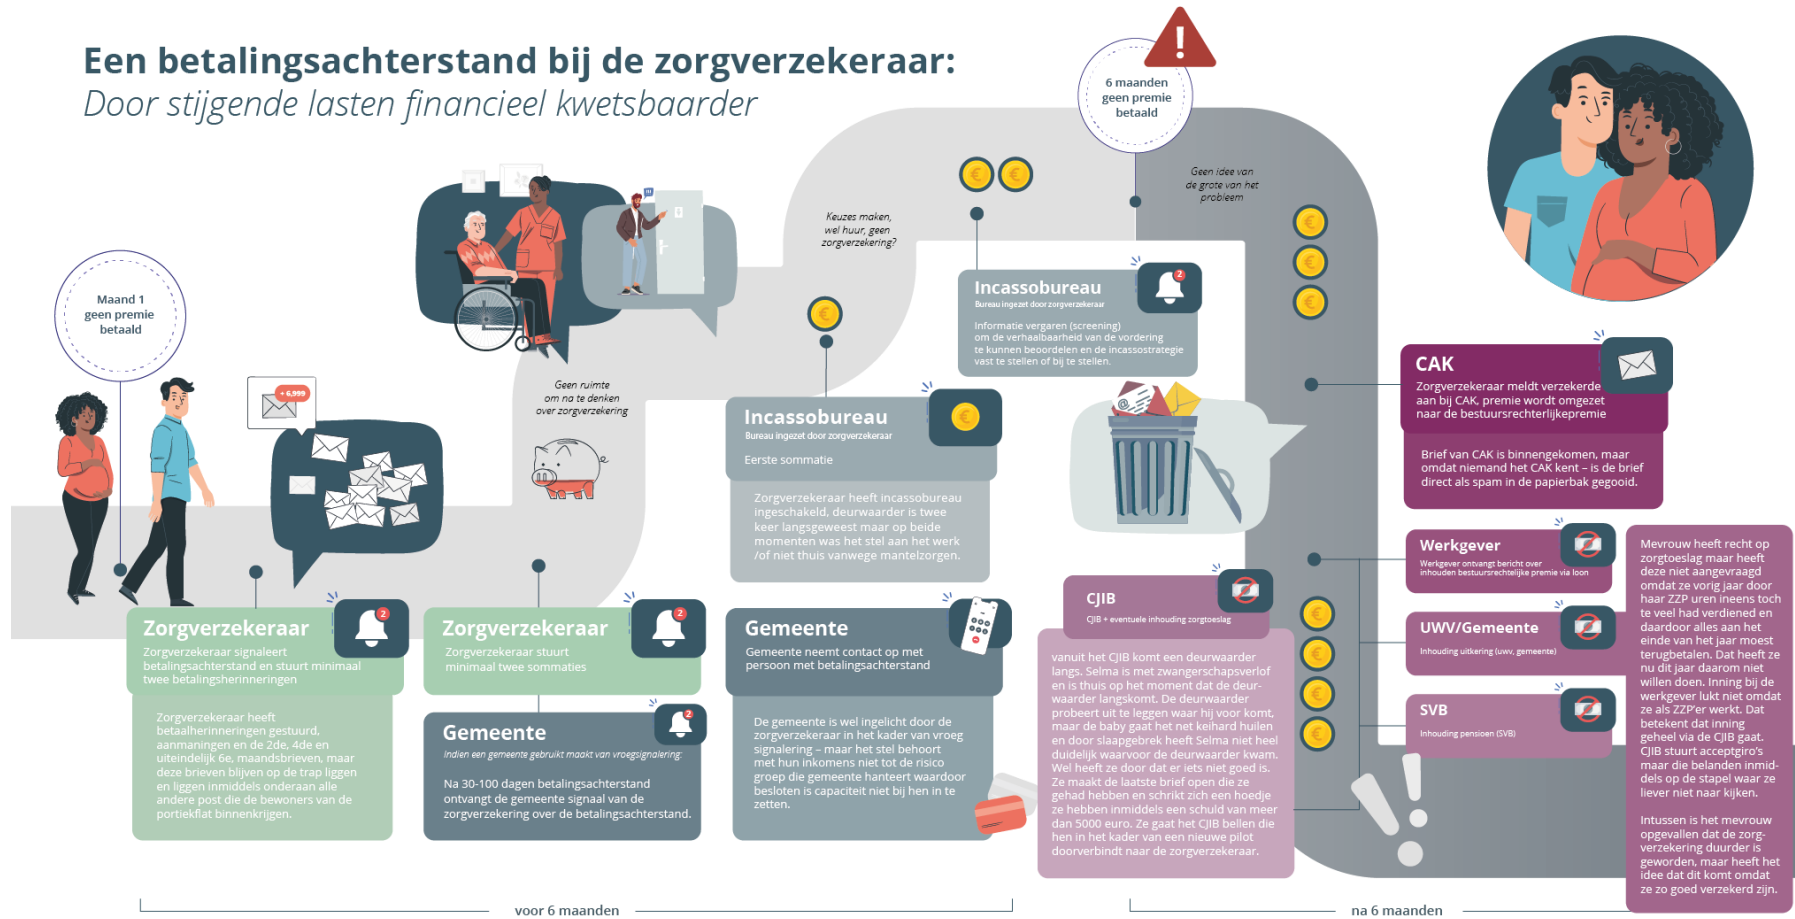 Een betalingsachterstand bij de zorgverzekeraar:
Door stijgende lasten financieel kwetsbaarder
Maand 1
geen premie
betaald
+ 6,999
Geen ruimte
om na te denken
over zorgverzekering
Keuzes maken,
wel huur, geen
zorgverzekering?
6 maanden
geen premie
betaald
Geen idee van
de grote van het
probleem
Zorgverzekeraar
2
Zorgverzekeraar signaleert
betalingsachterstand en stuurt minimaal
twee betalingsherinneringen
Zorgverzekeraar heeft
betaalherinneringen gestuurd,
aanmaningen en de 2de, 4de en
uiteindelijk 6e, maandsbrieven, maar
deze brieven blijven op de trap liggen
en liggen inmiddels onderaan alle
andere post die de bewoners van de
portiekflat binnenkrijgen.
Zorgverzekeraar
2
Zorgverzekeraar stuurt
minimaal twee sommaties
Gemeente
2
Indien een gemeente gebruikt maakt van vroegsignalering:
Na 30-100 dagen betalingsachterstand
ontvangt de gemeente signaal van de
zorgverzekering over de betalingsachterstand.
Incassobureau
Bureau ingezet door zorgverzekeraar
Eerste sommatie
Zorgverzekeraar heeft incassobureau
ingeschakeld, deurwaarder is twee
keer langsgeweest maar op beide
momenten was het stel aan het werk
/of niet thuis vanwege mantelzorgen.
Gemeente
Gemeente neemt contact op met
persoon met betalingsachterstand
De gemeente is wel ingelicht door de
zorgverzekeraar in het kader van vroeg
signalering – maar het stel behoort
met hun inkomens niet tot de risico
groep die gemeente hanteert waardoor
besloten is capaciteit niet bij hen in te
zetten.
Incassobureau
2
Bureau ingezet door zorgverzekeraar
Informatie vergaren (screening)
om de verhaalbaarheid van de vordering
te kunnen beoordelen en de incassostrategie
vast te stellen of bij te stellen.
CJIB
CJIB + eventuele inhouding zorgtoeslag
vanuit het CJIB komt een deurwaarder
langs. Selma is met zwangerschapsverlof
en is thuis op het moment dat de deur-
waarder langskomt. De deurwaarder
probeert uit te leggen waar hij voor komt,
maar de baby gaat het net keihard huilen
en door slaapgebrek heeft Selma niet heel
duidelijk waarvoor de deurwaarder kwam.
Wel heeft ze door dat er iets niet goed is.
Ze maakt de laatste brief open die ze
gehad hebben en schrikt zich een hoedje
ze hebben inmiddels een schuld van meer
dan 5000 euro. Ze gaat het CJIB bellen die
hen in het kader van een nieuwe pilot
doorverbindt naar de zorgverzekeraar.
CAK
Zorgverzekeraar meldt verzekerde
aan bij CAK, premie wordt omgezet
naar de bestuursrechterlijkepremie
Brief van CAK is binnengekomen, maar
omdat niemand het CAK kent – is de brief
direct als spam in de papierbak gegooid.
Werkgever
Werkgever ontvangt bericht over
inhouden bestuursrechtelijke premie via loon
UWV/Gemeente
Inhouding uitkering (uwv, gemeente)
SVB
Inhouding pensioen (SVB)
Mevrouw heeft recht op
zorgtoeslag maar heeft
deze niet aangevraagd
omdat ze vorig jaar door
haar ZZP uren ineens toch
te veel had verdiened en
daardoor alles aan het
einde van het jaar moest
terugbetalen. Dat heeft ze
nu dit jaar daarom niet
willen doen. Inning bij de
werkgever lukt niet omdat
ze als ZZP'er werkt. Dat
betekent dat inning
geheel via de CJIB gaat.
CJIB stuurt acceptgiro's
maar die belanden inmid-
dels op de stapel waar ze
liever niet naar kijken.
Intussen is het mevrouw
opgevallen dat de zorg-
verzekering duurder is
geworden, maar heeft het
idee dat dit komt omdat
ze zo goed verzekerd zijn.
voor 6 maanden
na 6 maanden